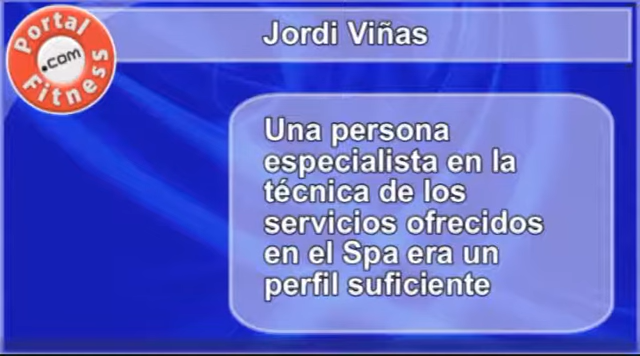 Portal
.com
Fitness
Jordi Viñas
Una persona
especialista en la
técnica de los
servicios ofrecidos
en el Spa era un
perfil suficiente